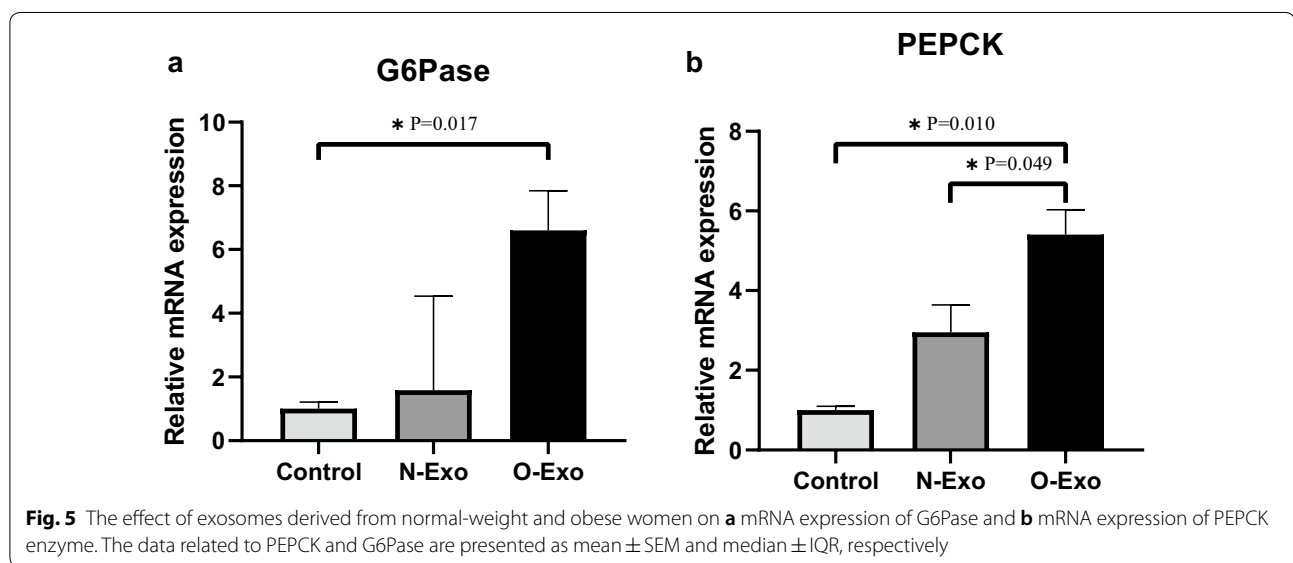 a
G6Pase
Relative mRNA expression
10
8
6
4
2
0
* P=0.017
Control N-Exo O-Exo
b
PEPCK
Relative mRNA expression
8
6
4
2
0
* P=0.010
* P=0.049
Control N-Exo O-Exo
Fig. 5 The effect of exosomes derived from normal-weight and obese women on a mRNA expression of G6Pase and b mRNA expression of PEPCK
enzyme. The data related to PEPCK and G6Pase are presented as mean ± SEM and median ± IQR, respectively